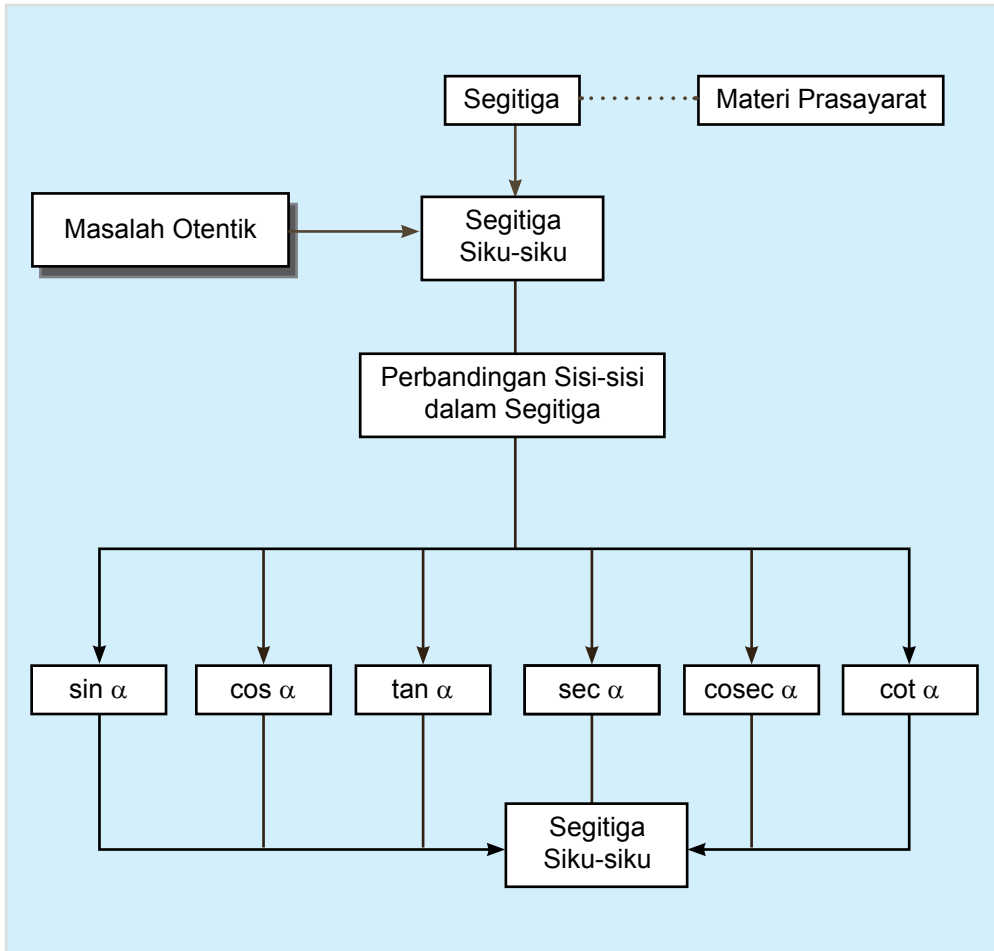 Segitiga
Materi Prasayarat
Masalah Otentik
Segitiga
Siku-siku
Perbandingan Sisi-sisi
dalam Segitiga
sin α
cos α
tan α
sec α
cosec α
cot α
Segitiga
Siku-siku